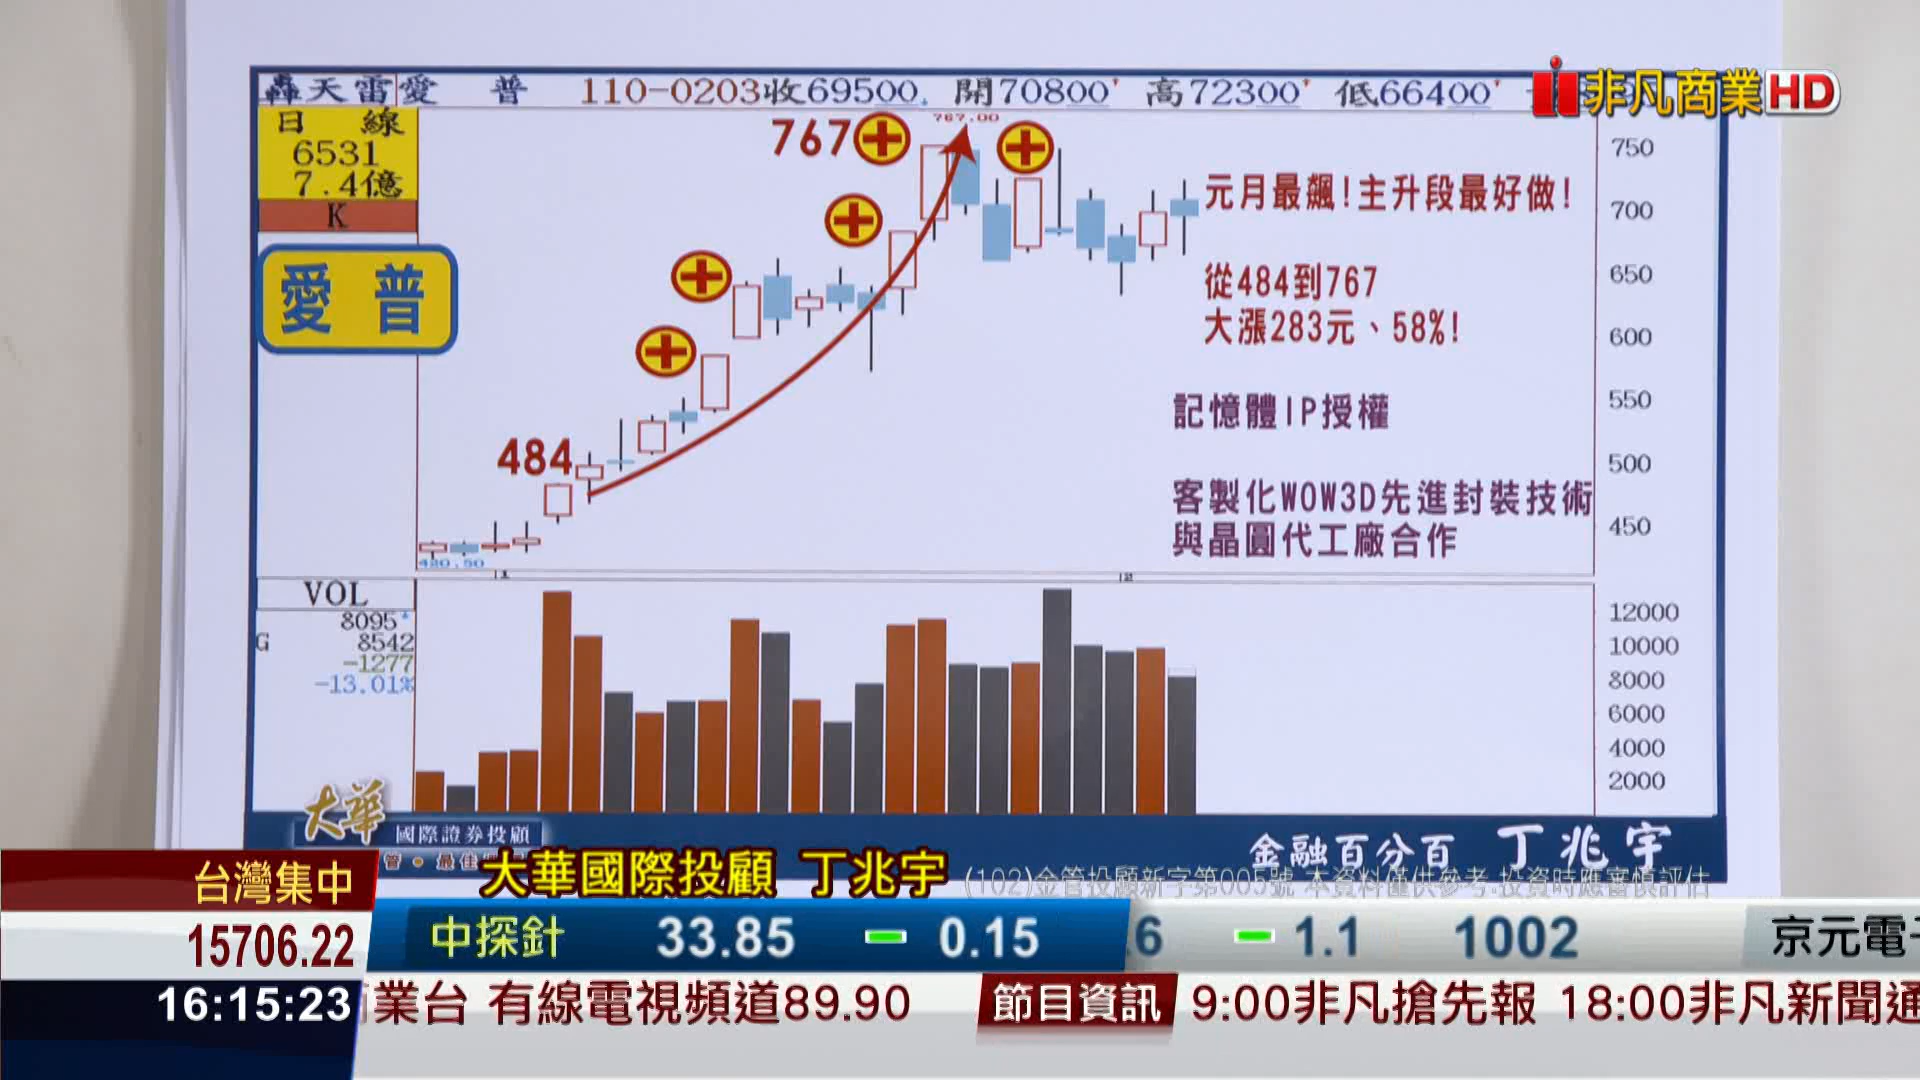 轟天雷愛 普 110-0203收69500 開70800 高72300 低66400
非凡商業HD
日 線
6531
7.4億
K
愛 普
767
767.00
484
420.50
元月最飆!主升段最好做!
從484到767
大漲283元、58%!
記憶體IP授權
客製化WOW3D先進封裝技術
與晶圓代工廠合作
750
700
650
600
550
500
450
1
2
VOL
8095
G 8542
-1277
-13.01%
12000
10000
8000
6000
4000
2000
大華
國際證券投顧
金融百分百 丁兆宇
管 ● 最佳
大華國際投顧 丁兆宇
(102)金管投顧新字第005號 本資料僅供參考.投資時應審慎評估
台灣集中
15706.22
16:15:23
中探針 33.85 0.15 .6 1.1 1002 京元電子
商業台 有線電視頻道89.90 節目資訊 9:00非凡搶先報 18:00非凡新聞通